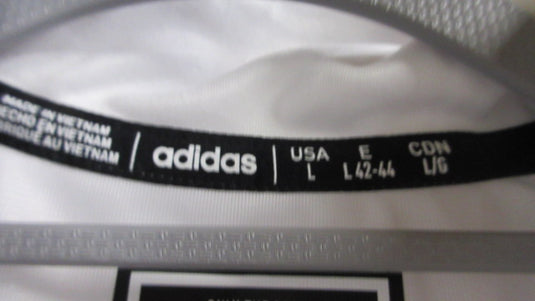 MADE IN VIETNAM
HECHO EN VIETNAM
FABRIQUÉ AU VIETNAM
adidas
USA
L
E
L 42-44
CDN
L/G